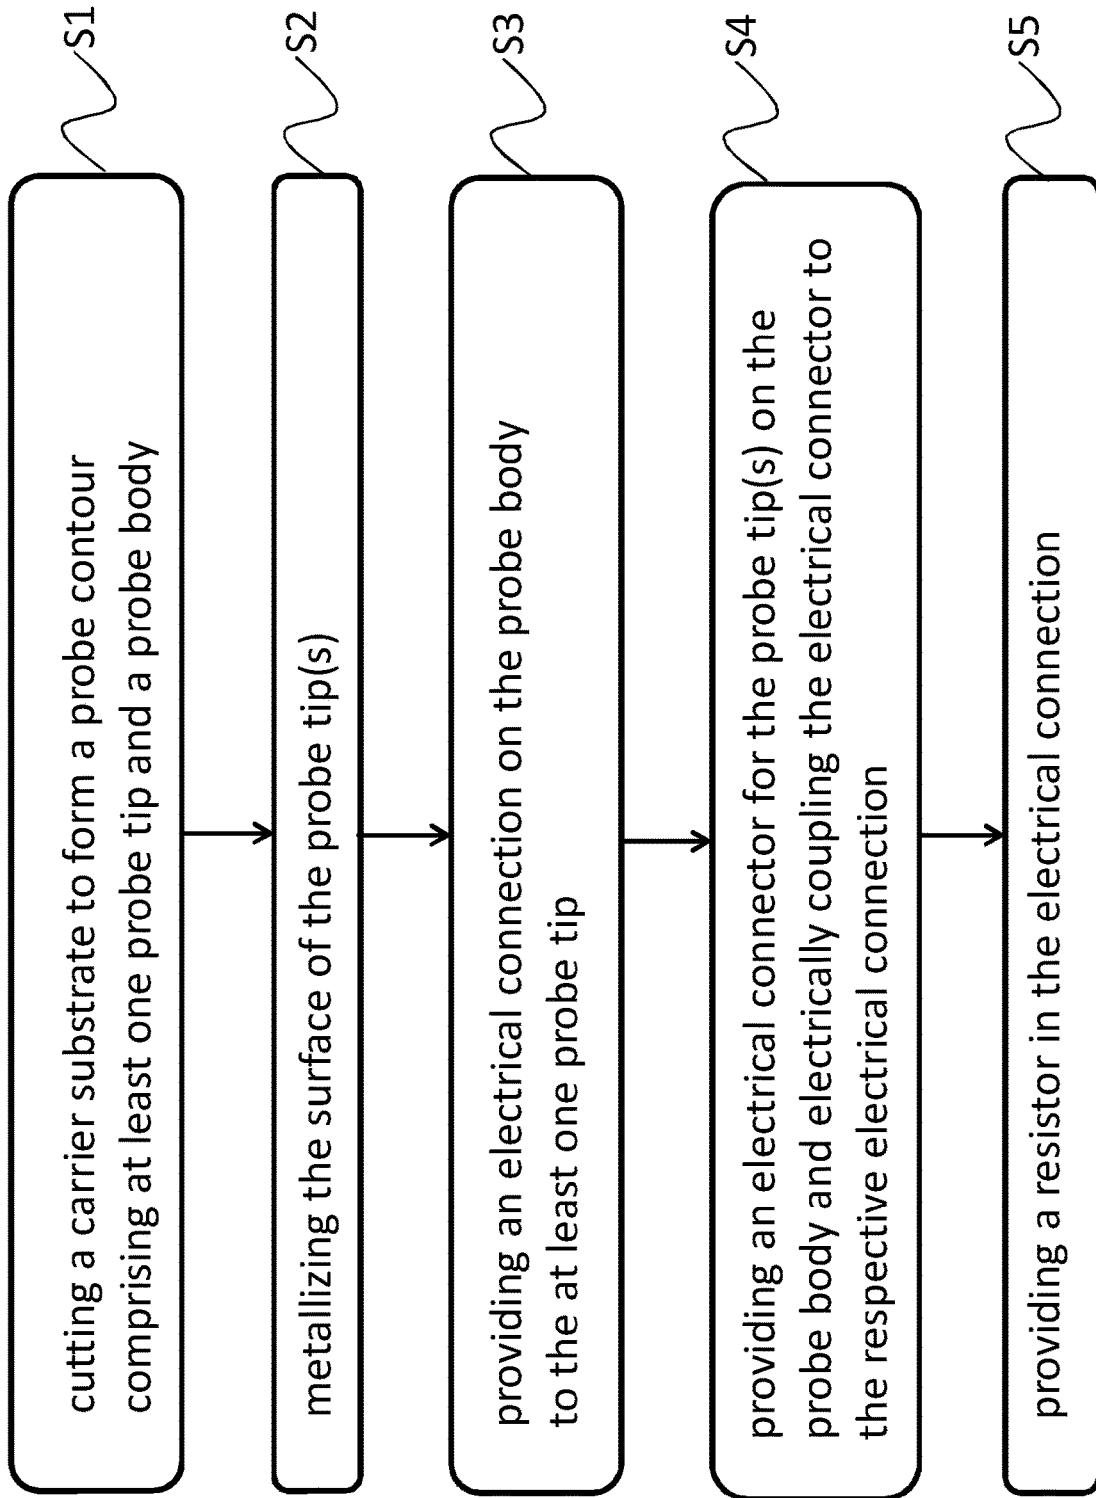 cutting a carrier substrate to form a probe contour
comprising at least one probe tip and a probe body
S1
metallizing the surface of the probe tip(s)
S2
providing an electrical connection on the probe body
to the at least one probe tip
S3
providing an electrical connector for the probe tip(s) on the
probe body and electrically coupling the electrical connector to
the respective electrical connection
S4
providing a resistor in the electrical connection
S5